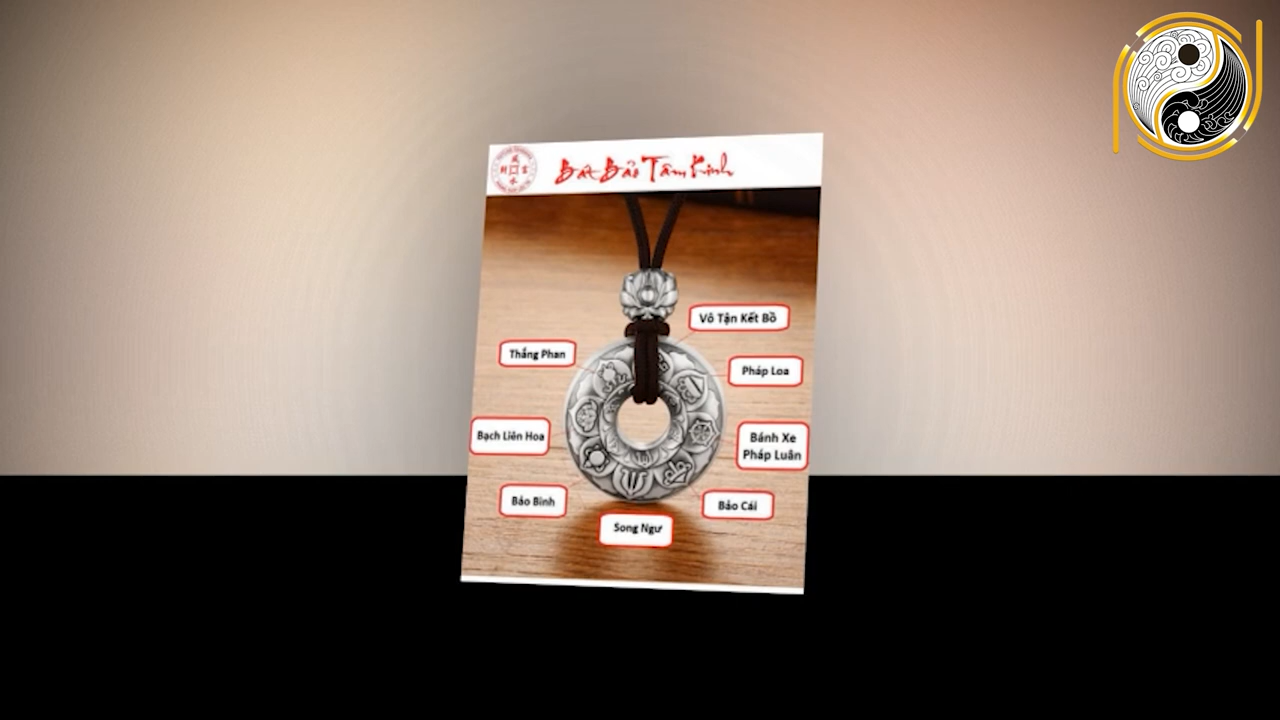 Bát Bảo Tâm Kinh
Vô Tận Kết Bồ
Thắng Phan
Pháp Loa
Bạch Liên Hoa
Bánh Xe
Pháp Luân
Bảo Bình
Bảo Cái
Song Ngư